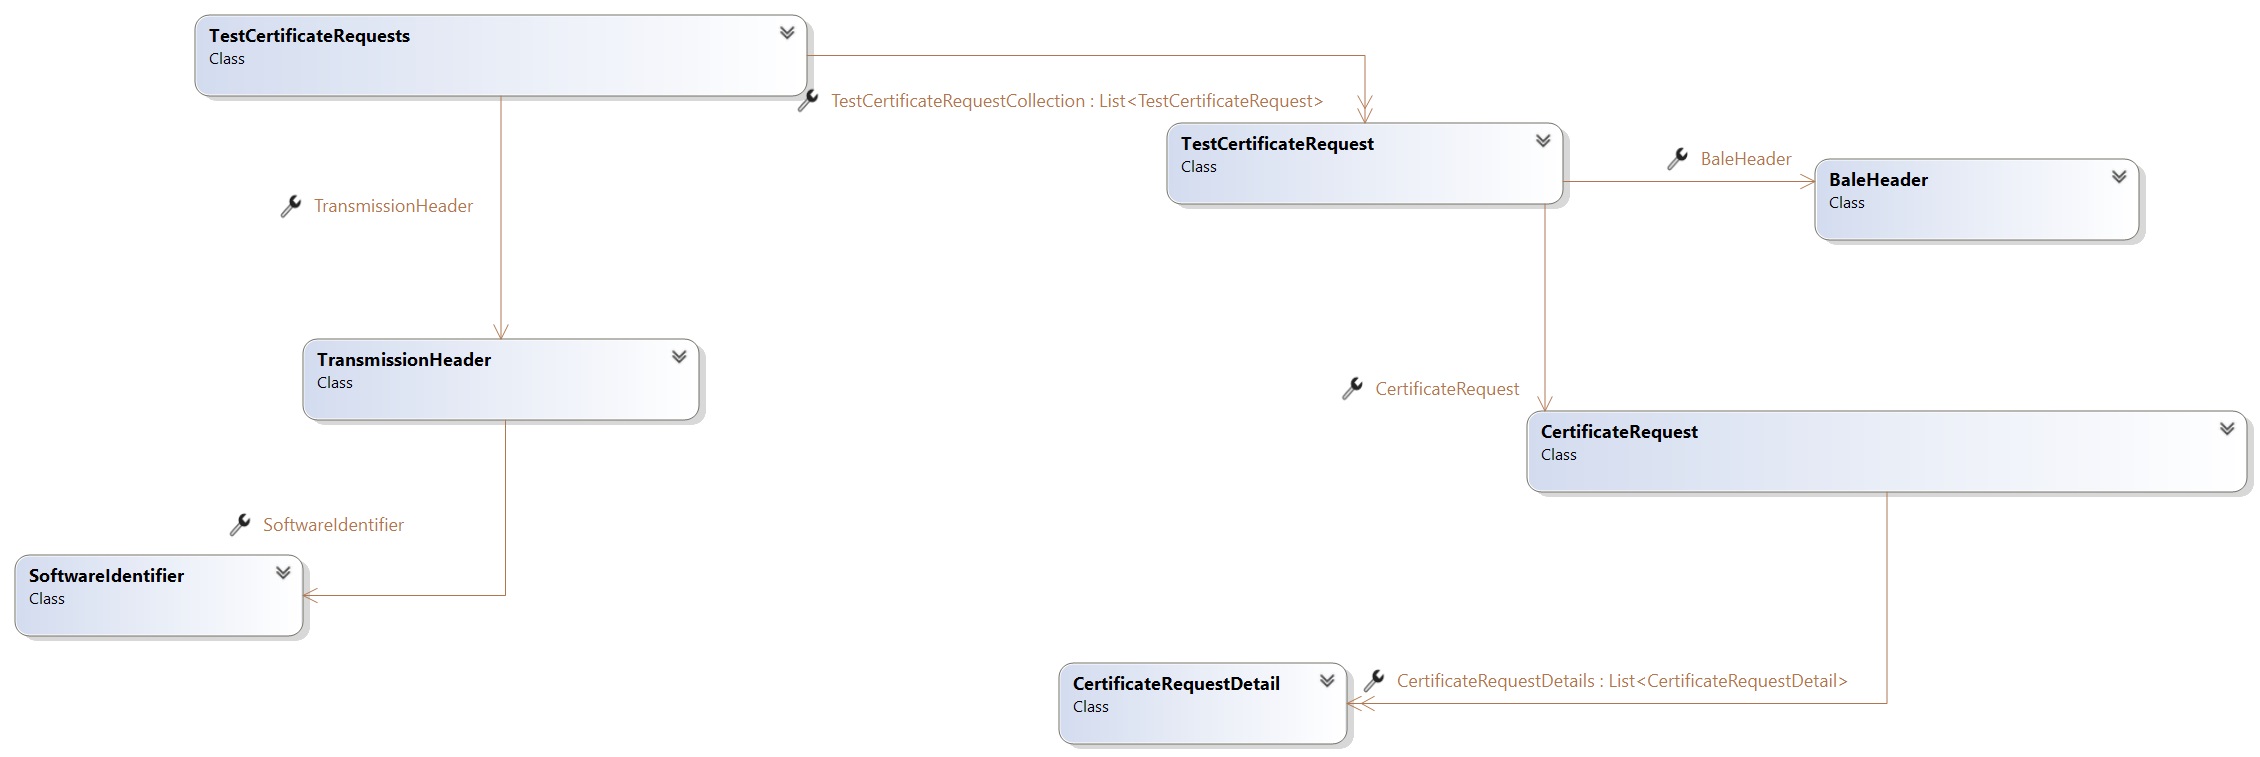 TestCertificateRequests
Class
TestCertificateRequestCollection : List<TestCertificateRequest>
TestCertificateRequest
Class
BaleHeader
BaleHeader
Class
TransmissionHeader
TransmissionHeader
Class
CertificateRequest
CertificateRequest
Class
SoftwareIdentifier
SoftwareIdentifier
Class
CertificateRequestDetails : List<CertificateRequestDetail>
CertificateRequestDetail
Class